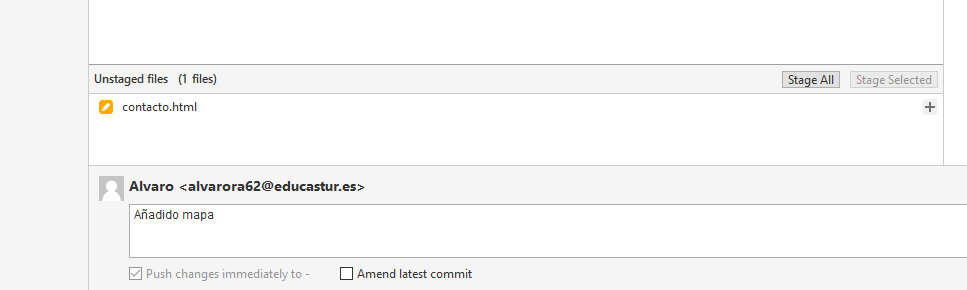 Unstaged files (1 files)
Stage All
Stage Selected
contacto.html
Alvaro <alvarora62@educastur.es>
Añadido mapa
Push changes immediately to -
Amend latest commit